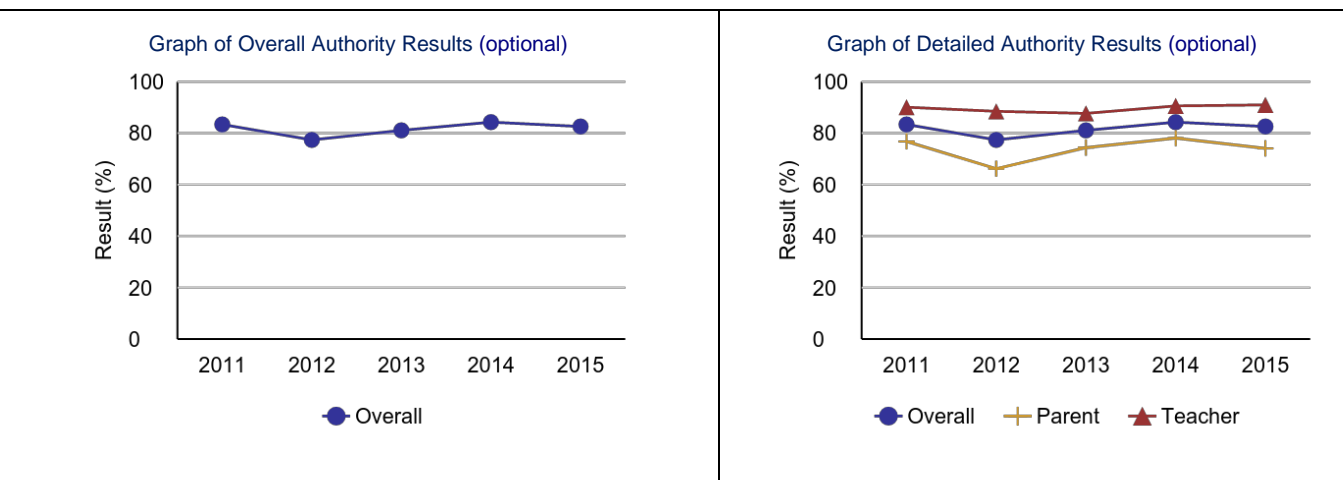 Graph of Overall Authority Results (optional)
100
80
60
40
20
0
Result (%)
2011 2012 2013 2014 2015
Overall
Graph of Detailed Authority Results (optional)
100
80
60
40
20
0
Result (%)
2011 2012 2013 2014 2015
Overall Parent Teacher